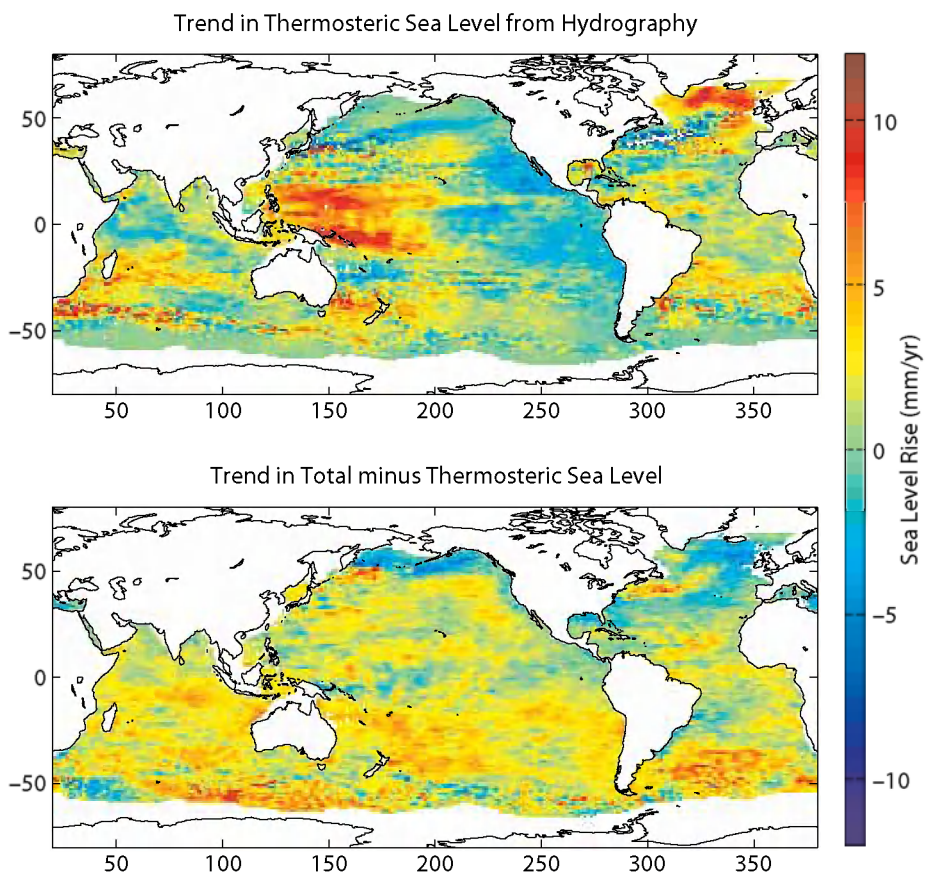 Trend in Thermosteric Sea Level from Hydrography
50
0
−50
50 100 150 200 250 300 350
Trend in Total minus Thermosteric Sea Level
50
0
−50
50 100 150 200 250 300 350
10
5
0
−5
−10
Sea Level Rise (mm/yr)